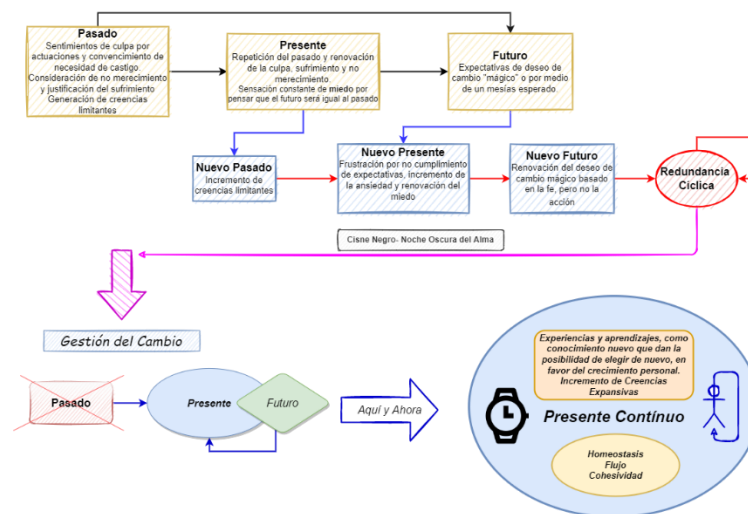 Pasado
Sentimientos de culpa por
actuaciones y convencimiento de
necesidad de castigo.
Consideración de no merecimiento
y justificación del sufrimiento
Generación de creencias
limitantes
Presente
Repetición del pasado y renovación
de la culpa, sufrimiento y no
merecimiento.
Sensación constante de miedo por
pensar que el futuro será igual al pasado
Futuro
Expectativas de deseo de
cambio "mágico" o por medio
de un mesías esperado
Nuevo Pasado
Incremento de
creencias limitantes
Nuevo Presente
Frustración por no cumplimiento de
expectativas, incremento de
la ansiedad y renovación del
miedo
Nuevo Futuro
Renovación del deseo de
cambio mágico basado
en la fe, pero no la
acción
Redundancia
Cíclica
Cisne Negro- Noche Oscura del Alma
Gestión del Cambio
Pasado
Presente
Futuro
Aquí y Ahora
Experiencias y aprendizajes, como
conocimiento nuevo que dan la
posibilidad de elegir de nuevo, en
favor del crecimiento personal.
Incremento de Creencias
Expansivas
Presente Contínuo
Homeostasis
Flujo
Cohesividad